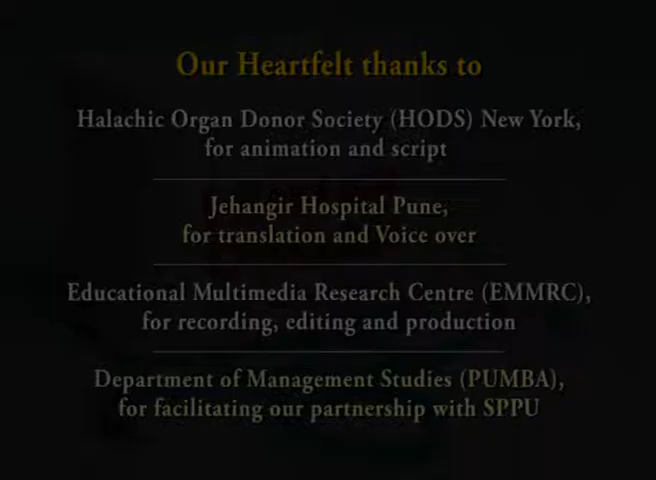 Our Heartfelt thanks to
Halachic Organ Donor Society (HODS) New York,
for animation and script
Jehangir Hospital Pune,
for translation and Voice over
Educational Multimedia Research Centre (EMMRC),
for recording, editing and production
Department of Management Studies (PUMBA),
for facilitating our partnership with SPPU